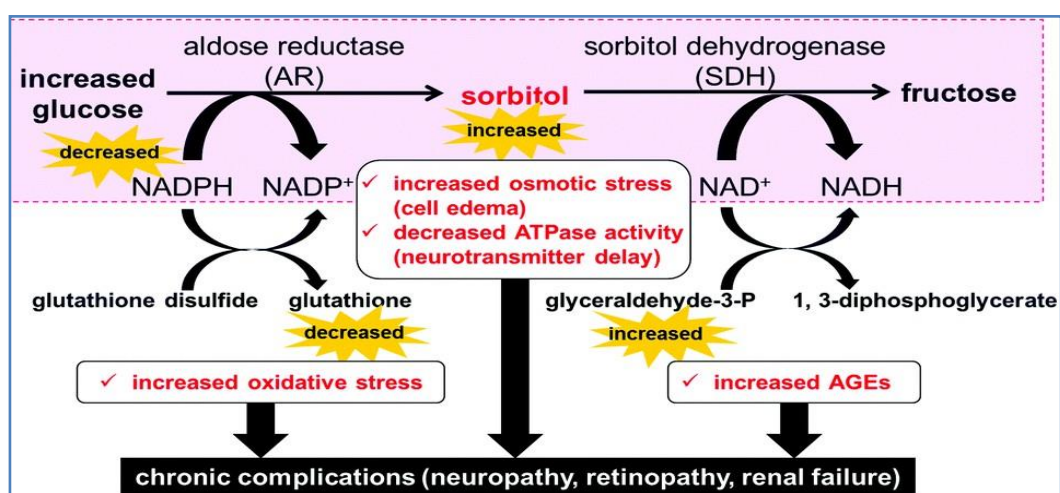 aldose reductase
(AR)
sorbitol dehydrogenase
(SDH)
increased
glucose
sorbitol
fructose
decreased
increased
NADPH
NADP+
NAD+
NADH
✓ increased osmotic stress
(cell edema)
✓ decreased ATPase activity
(neurotransmitter delay)
glutathione disulfide
glutathione
glyceraldehyde-3-P
1, 3-diphosphoglycerate
decreased
increased
✓ increased oxidative stress
✓ increased AGEs
chronic complications (neuropathy, retinopathy, renal failure)